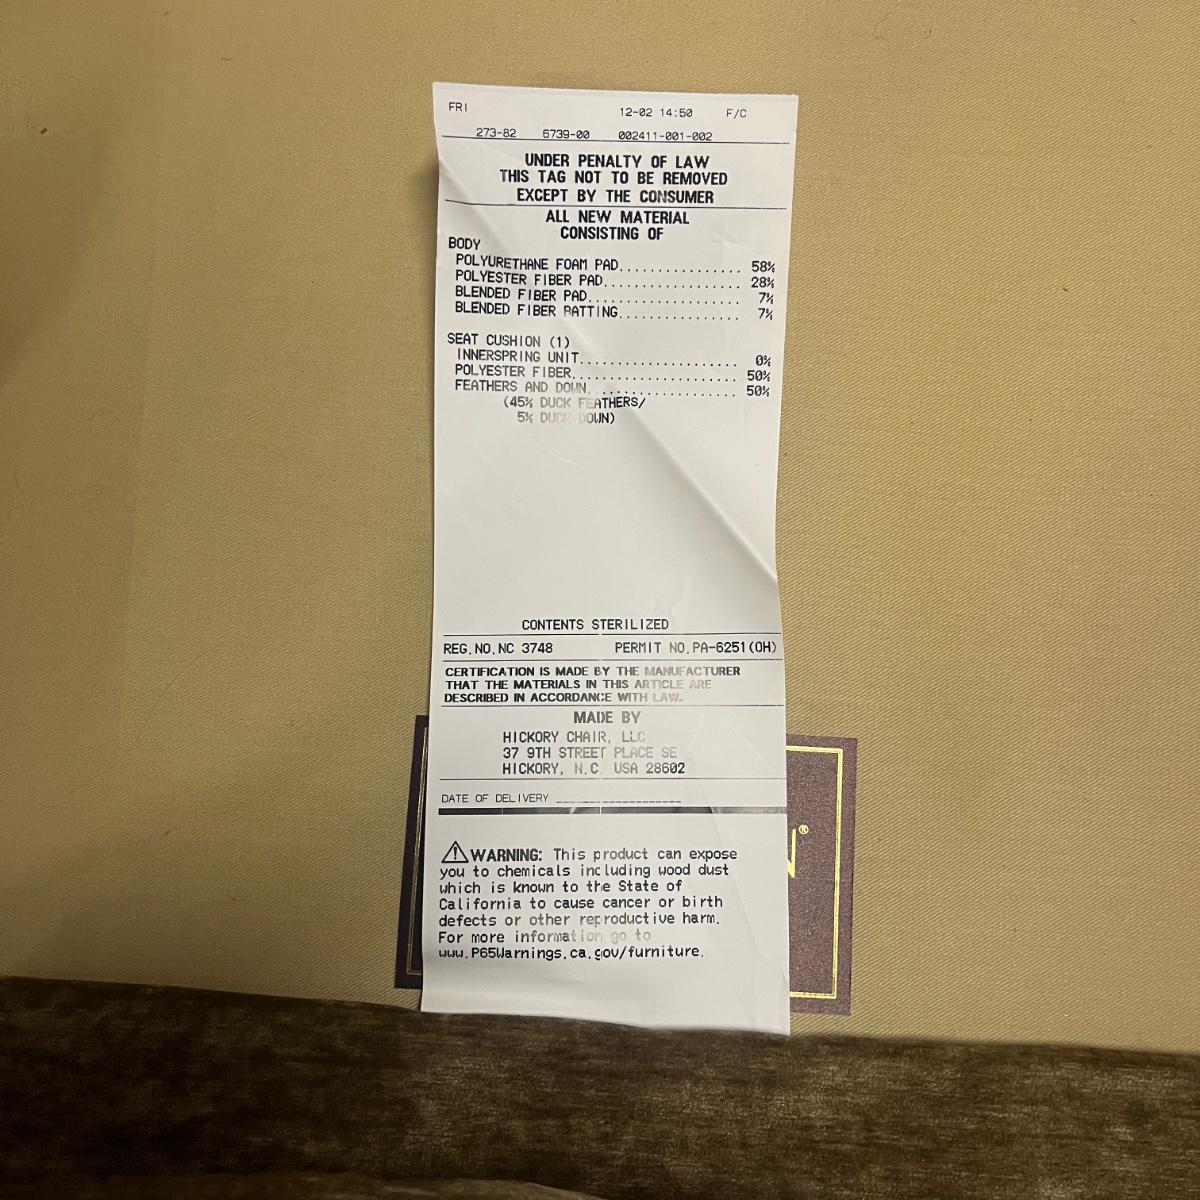 FRI 12-02 14:50 F/C
273-82 6739-00 002411-001-002
UNDER PENALTY OF LAW
THIS TAG NOT TO BE REMOVED
EXCEPT BY THE CONSUMER
ALL NEW MATERIAL
CONSISTING OF
BODY
POLYURETHANE FOAM PAD................ 58%
POLYESTER FIBER PAD.................. 28%
BLENDED FIBER PAD.................... 7%
BLENDED FIBER BATTING................ 7%
SEAT CUSHION (1)
INNERSPRING UNIT..................... 0%
POLYESTER FIBER...................... 50%
FEATHERS AND DOWN.................... 50%
(45% DUCK FEATHERS/
5% DUCK DOWN)
CONTENTS STERILIZED
REG.NO.NC 3748 PERMIT NO.PA-6251(OH)
CERTIFICATION IS MADE BY THE MANUFACTURER
THAT THE MATERIALS IN THIS ARTICLE ARE
DESCRIBED IN ACCORDANCE WITH LAW.
MADE BY
HICKORY CHAIR, LLC
37 9TH STREET PLACE SE
HICKORY, N.C. USA 28602
DATE OF DELIVERY ____________________
⚠WARNING: This product can expose
you to chemicals including wood dust
which is known to the State of
California to cause cancer or birth
defects or other reproductive harm.
For more information go to
www.P65Warnings.ca.gov/furniture.
N®